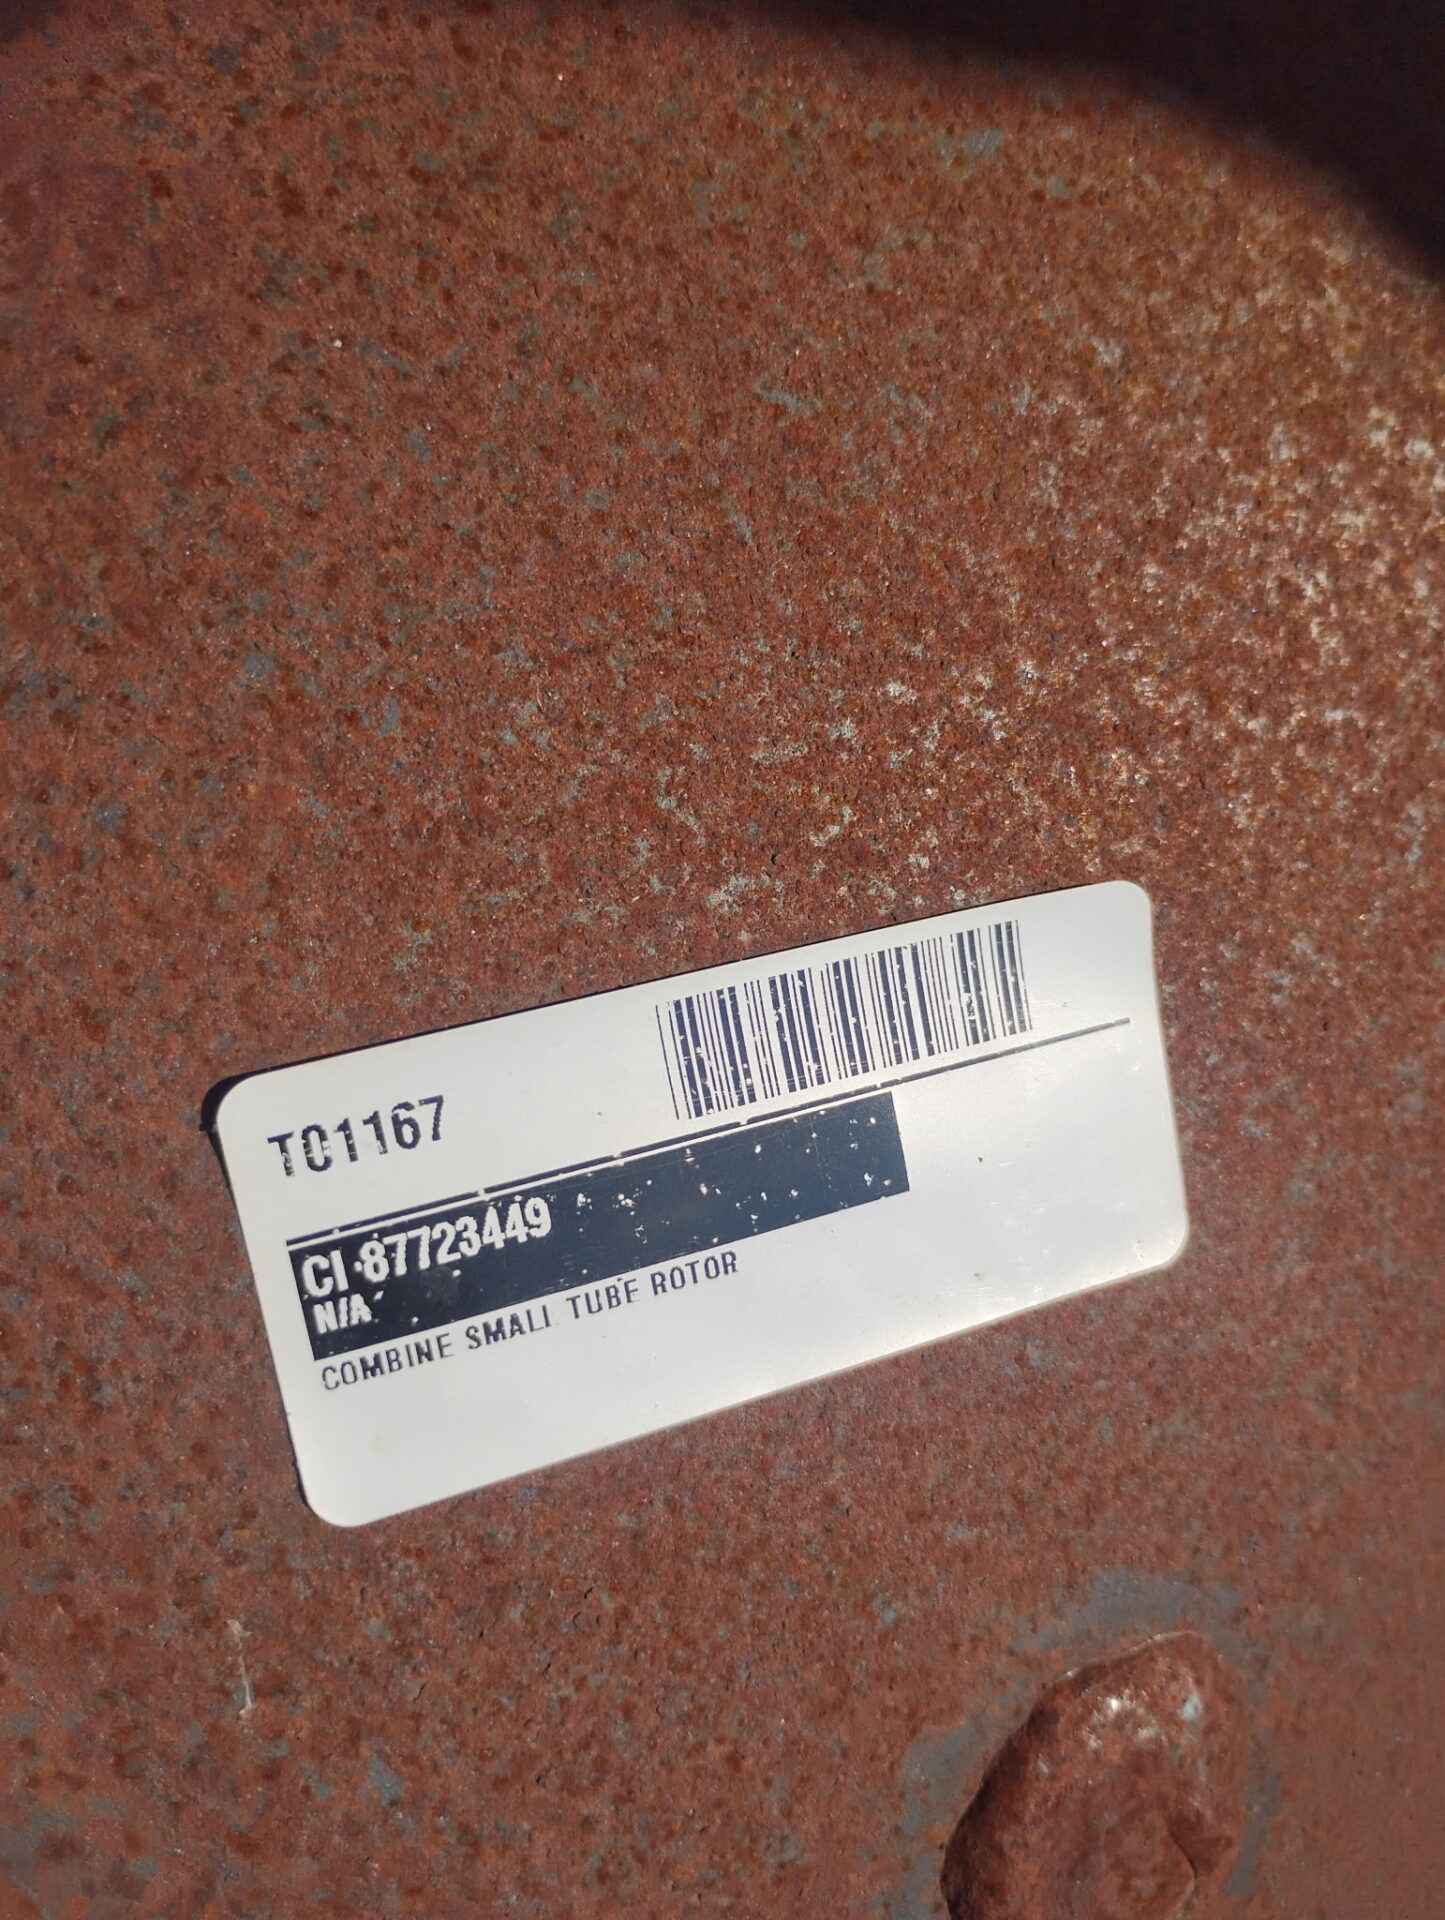 T01167
CI 87723449
N/A
COMBINE SMALL TUBE ROTOR